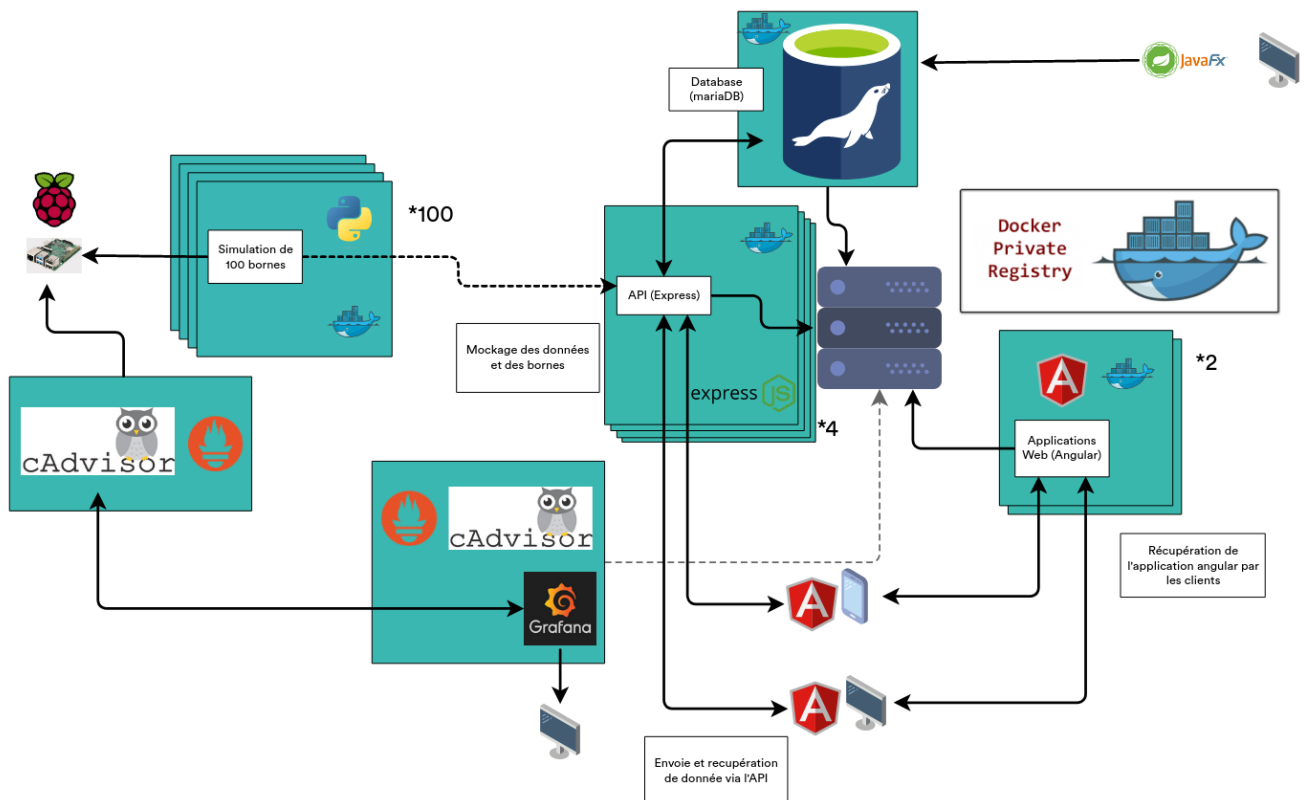 Database
(mariaDB)
JavaFx
*100
Simulation de
100 bornes
Docker
Private
Registry
API (Express)
Mockage des données
et des bornes
express
JS
*4
*2
Applications
Web (Angular)
cAdvisor
cAdvisor
Grafana
Récupération de
l'application angular par
les clients
Envoie et recupération
de donnée via l'API